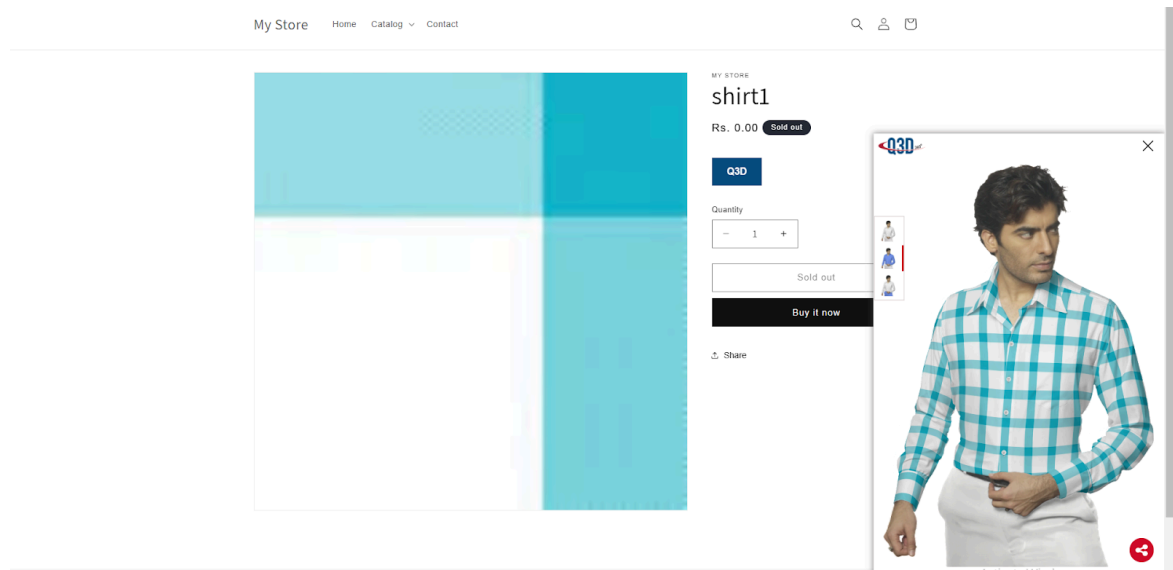 My Store
Home Catalog Contact
MY STORE
shirt1
Rs. 0.00 Sold out
Q3D
Quantity
1
Sold out
Buy it now
Share
Q3D